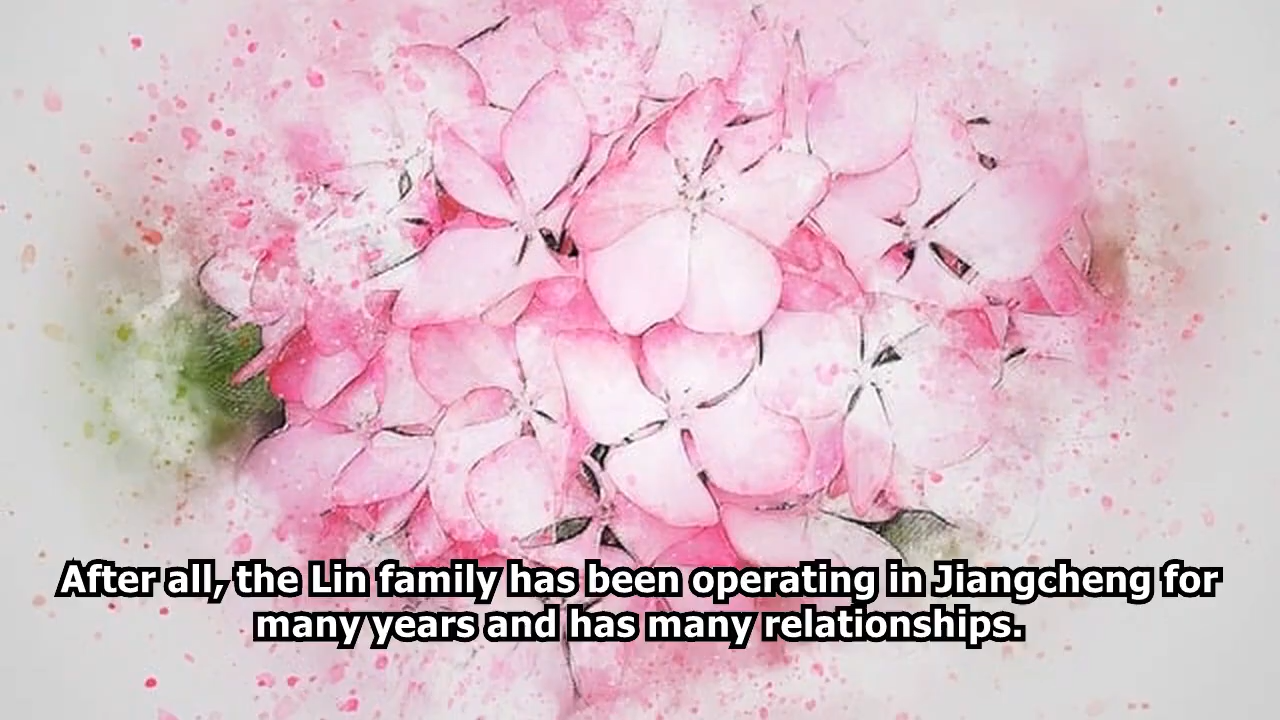 After all, the Lin family has been operating in Jiangcheng for
many years and has many relationships.